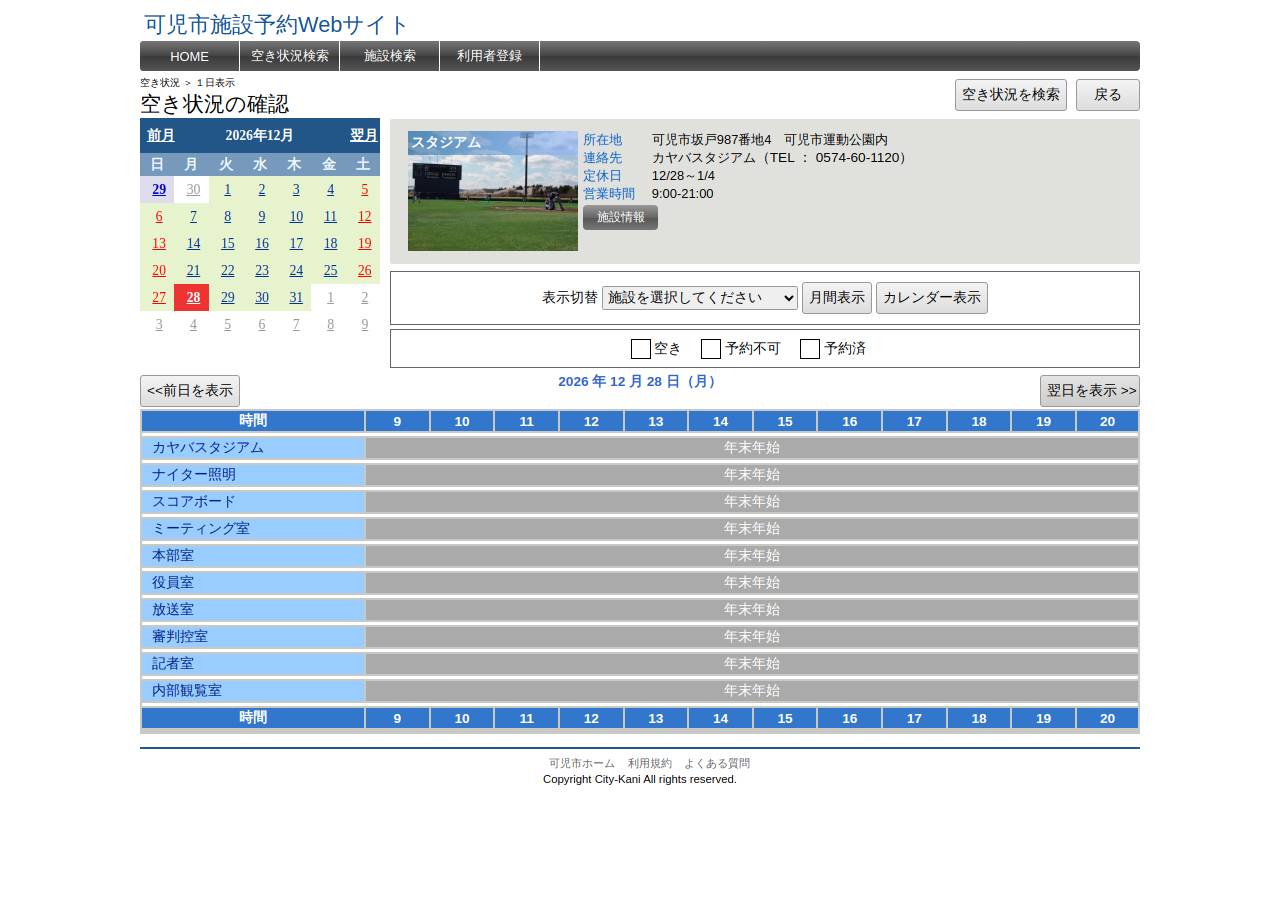 可児市施設予約Webサイト
HOME 空き状況検索 施設検索 利用者登録
空き状況 ＞ １日表示
空き状況の確認
空き状況を検索 戻る
前月 2026年12月 翌月
日 月 火 水 木 金 土
29 30 1 2 3 4 5
6 7 8 9 10 11 12
13 14 15 16 17 18 19
20 21 22 23 24 25 26
27 28 29 30 31 1 2
3 4 5 6 7 8 9
スタジアム
所在地 可児市坂戸987番地4　可児市運動公園内
連絡先 カヤバスタジアム（TEL ： 0574-60-1120）
定休日 12/28～1/4
営業時間 9:00-21:00
施設情報
表示切替 施設を選択してください 月間表示 カレンダー表示
空き 予約不可 予約済
<<前日を表示 2026 年 12 月 28 日（月） 翌日を表示 >>
時間 9 10 11 12 13 14 15 16 17 18 19 20
カヤバスタジアム 年末年始
ナイター照明 年末年始
スコアボード 年末年始
ミーティング室 年末年始
本部室 年末年始
役員室 年末年始
放送室 年末年始
審判控室 年末年始
記者室 年末年始
内部観覧室 年末年始
時間 9 10 11 12 13 14 15 16 17 18 19 20
可児市ホーム 利用規約 よくある質問
Copyright City-Kani All rights reserved.